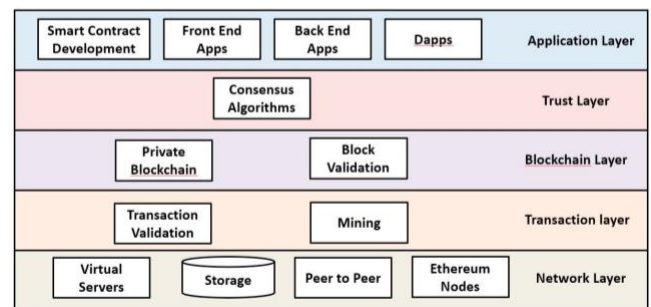 Smart Contract
Development
Front End
Apps
Back End
Apps
Dapps
Application Layer
Consensus
Algorithms
Trust Layer
Private
Blockchain
Block
Validation
Blockchain Layer
Transaction
Validation
Mining
Transaction layer
Virtual
Servers
Storage
Peer to Peer
Ethereum
Nodes
Network Layer